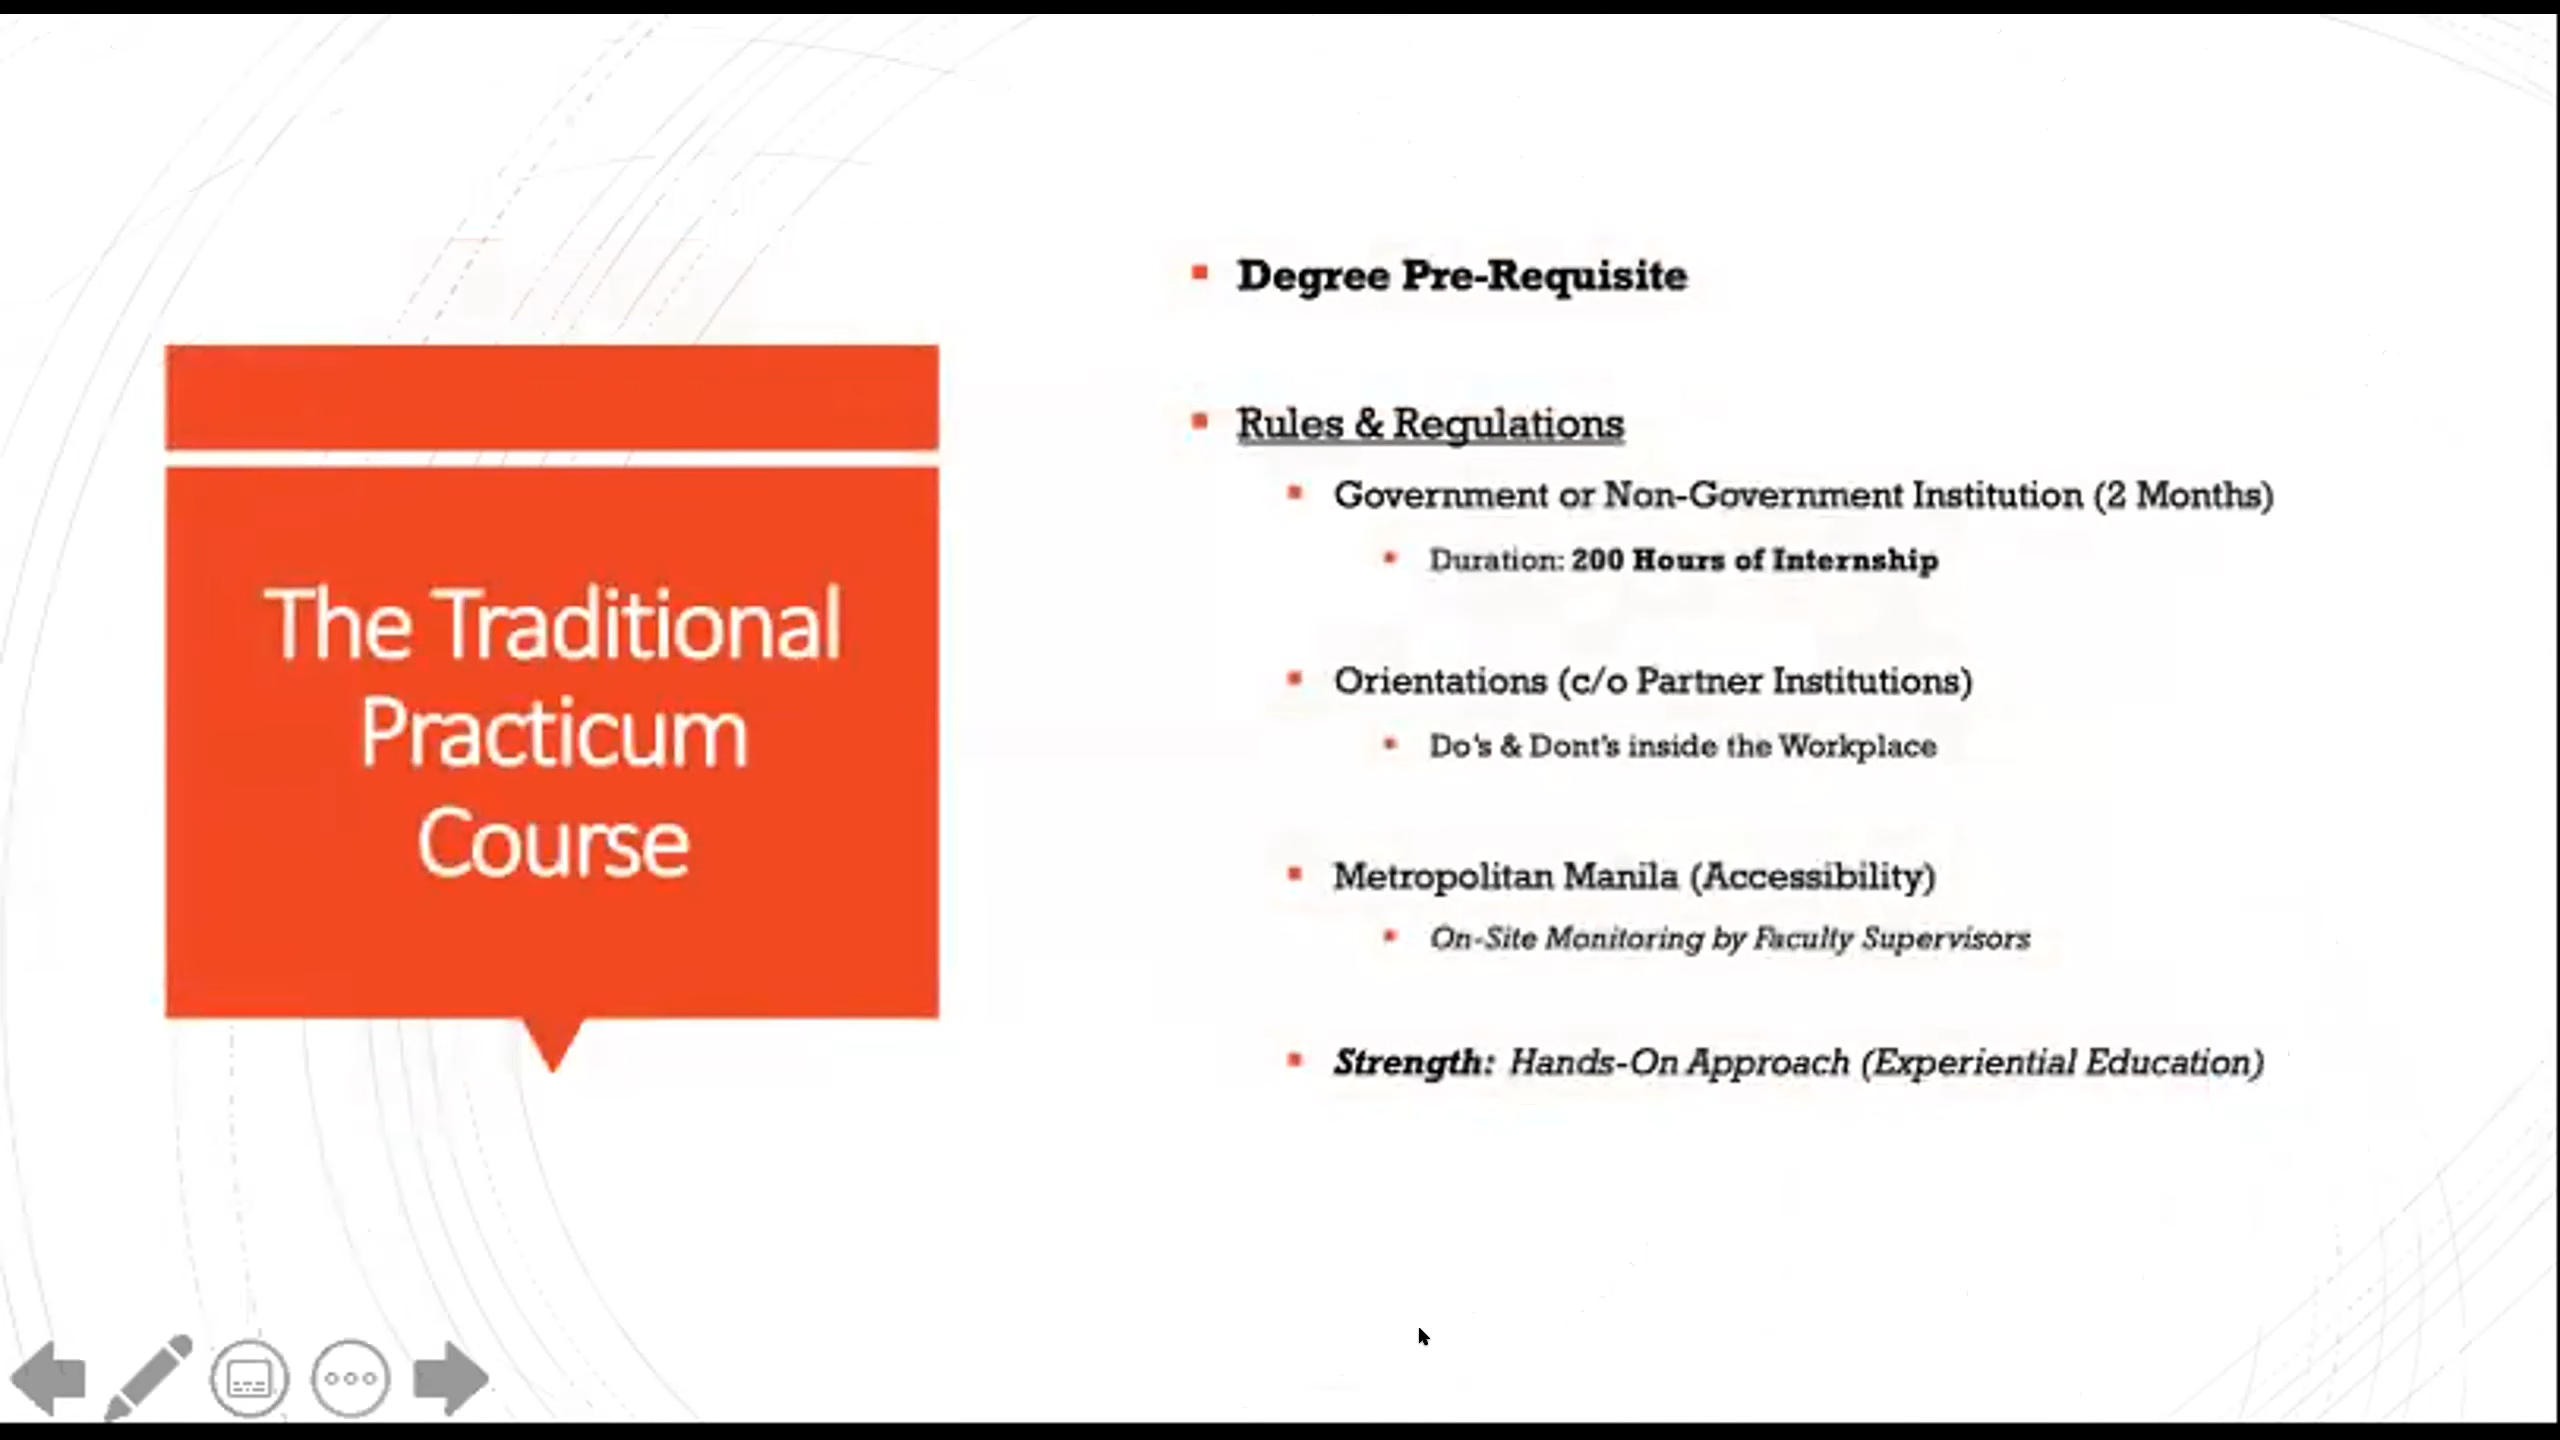 The Traditional
Practicum
Course
Degree Pre-Requisite
Rules & Regulations
Government or Non-Government Institution (2 Months)
Duration: 200 Hours of Internship
Orientations (c/o Partner Institutions)
Do's & Dont's inside the Workplace
Metropolitan Manila (Accessibility)
On-Site Monitoring by Faculty Supervisors
Strength: Hands-On Approach (Experiential Education)